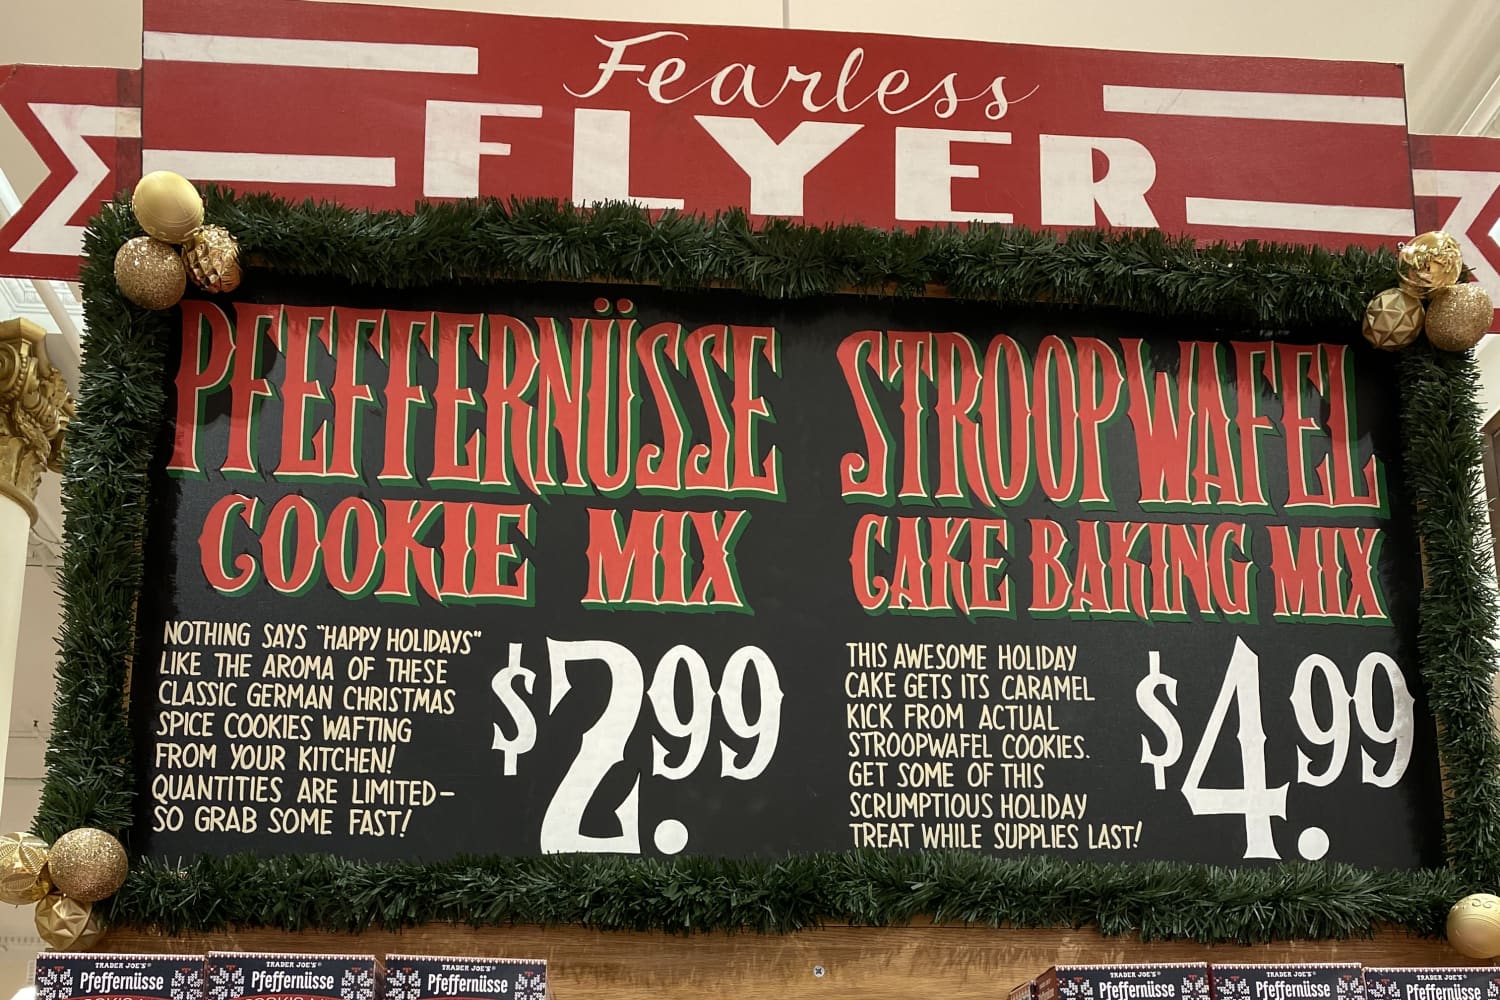 Fearless
FLYER
PFEFFERNÜSSE
COOKIE MIX
NOTHING SAYS "HAPPY HOLIDAYS"
LIKE THE AROMA OF THESE
CLASSIC GERMAN CHRISTMAS
SPICE COOKIES WAFTING
FROM YOUR KITCHEN!
QUANTITIES ARE LIMITED-
SO GRAB SOME FAST!
$2.99
STROOPWAFEL
CAKE BAKING MIX
THIS AWESOME HOLIDAY
CAKE GETS ITS CARAMEL
KICK FROM ACTUAL
STROOPWAFEL COOKIES.
GET SOME OF THIS
SCRUMPTIOUS HOLIDAY
TREAT WHILE SUPPLIES LAST!
$4.99
TRADER JOE'S®
Pfeffernüsse
TRADER JOE'S®
Pfeffernüsse
TRADER JOE'S®
Pfeffernüsse
TRADER JOE'S®
Pfeffernüsse
TRADER JOE'S®
Pfeffernüsse
TRADER JOE'S®
Pfeffernüsse